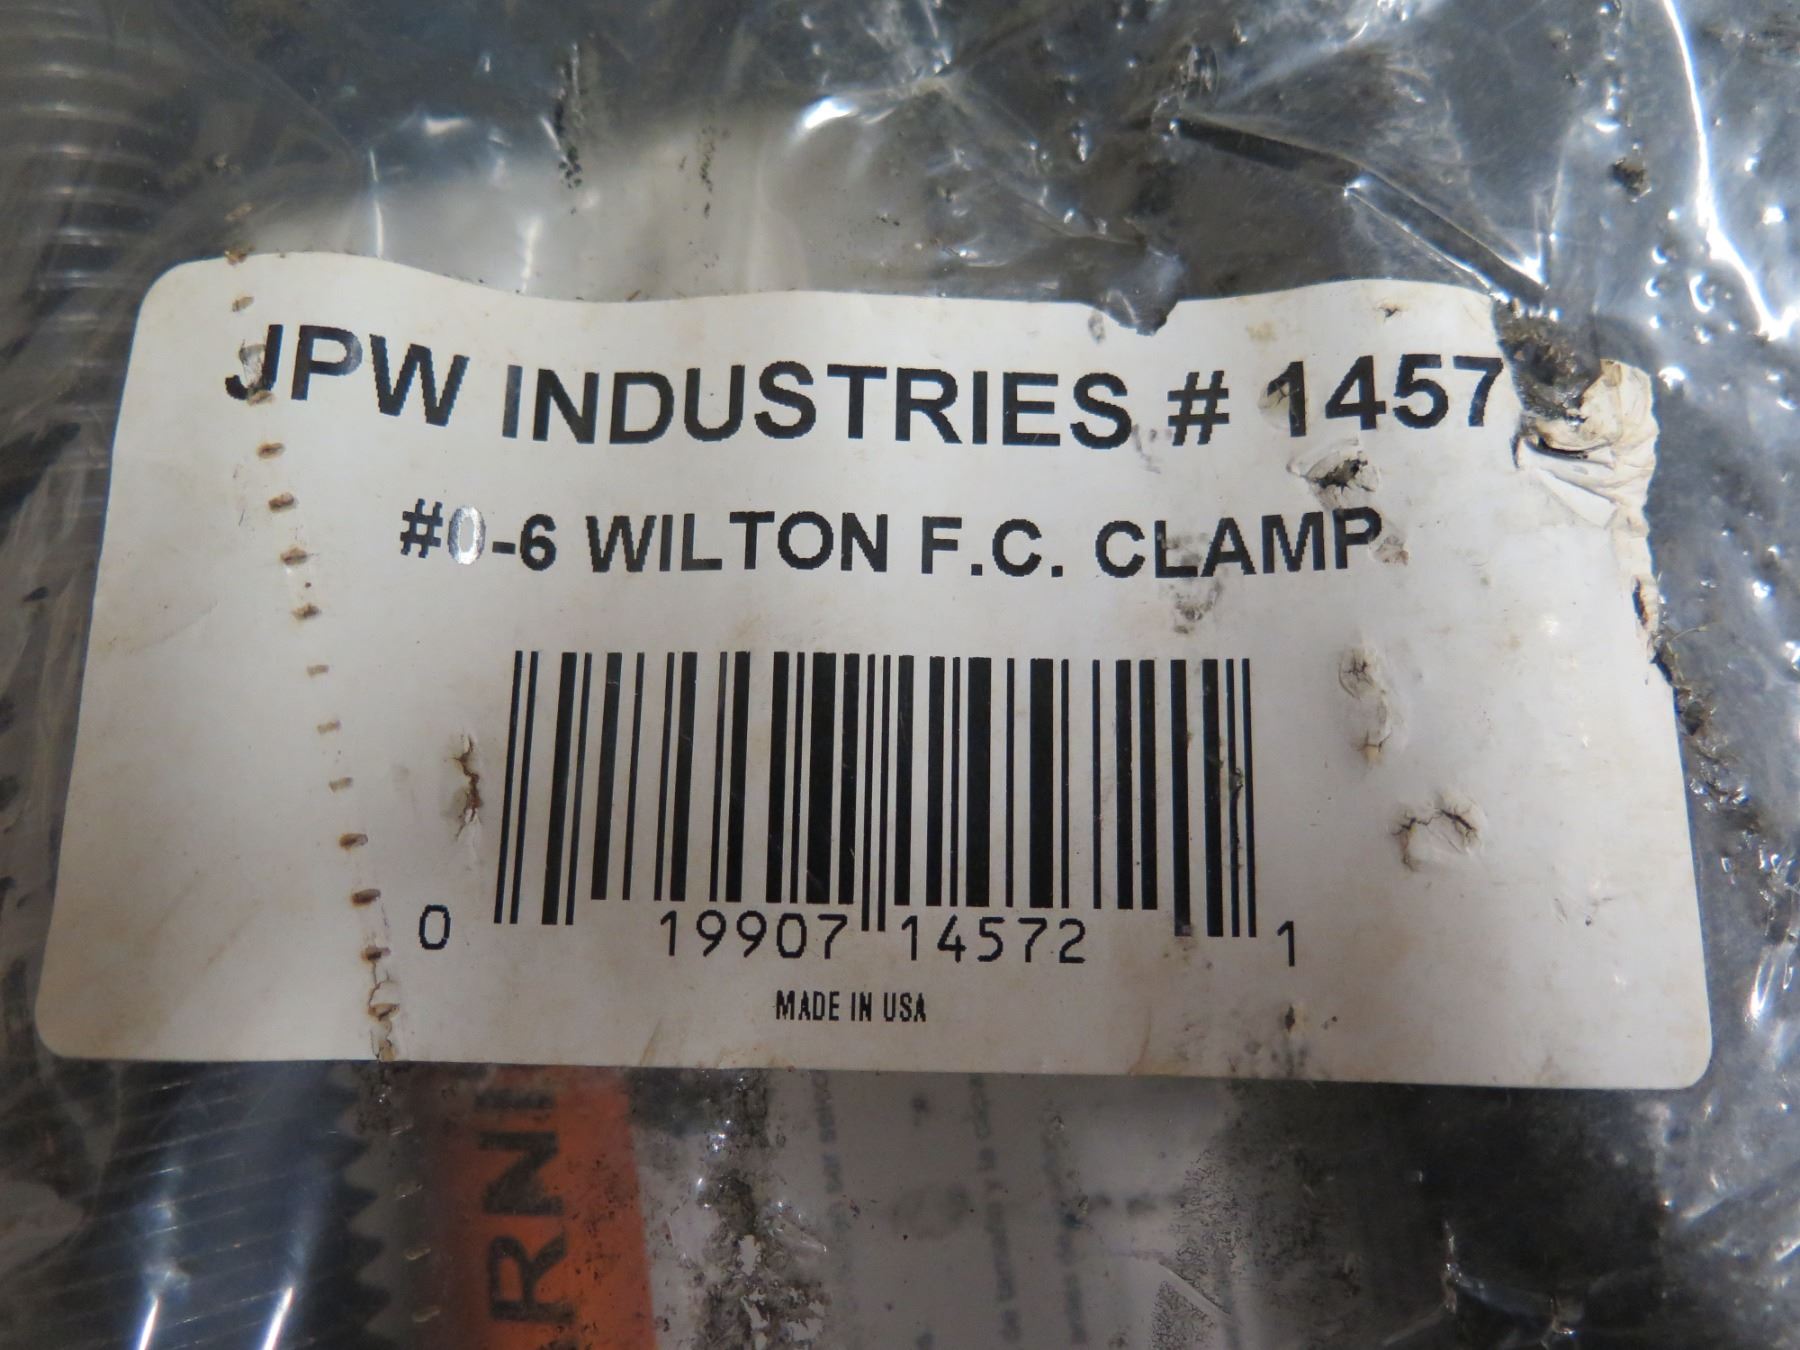 JPW INDUSTRIES # 1457
#0-6 WILTON F.C. CLAMP
0 19907 14572 1
MADE IN USA